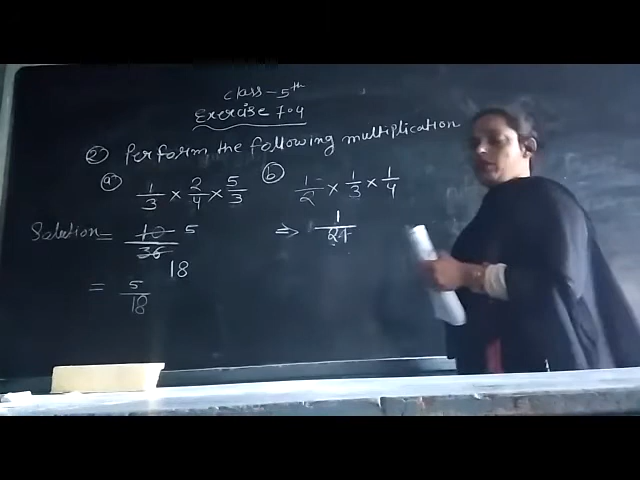 Class-5th
Exercise 7.4
② Perform the following multiplication
ⓐ 1/3 × 2/4 × 5/3 ⓑ 1/2 × 1/3 × 1/4
Solution = 10/36 5/18 ⇒ 1/24
= 5/18